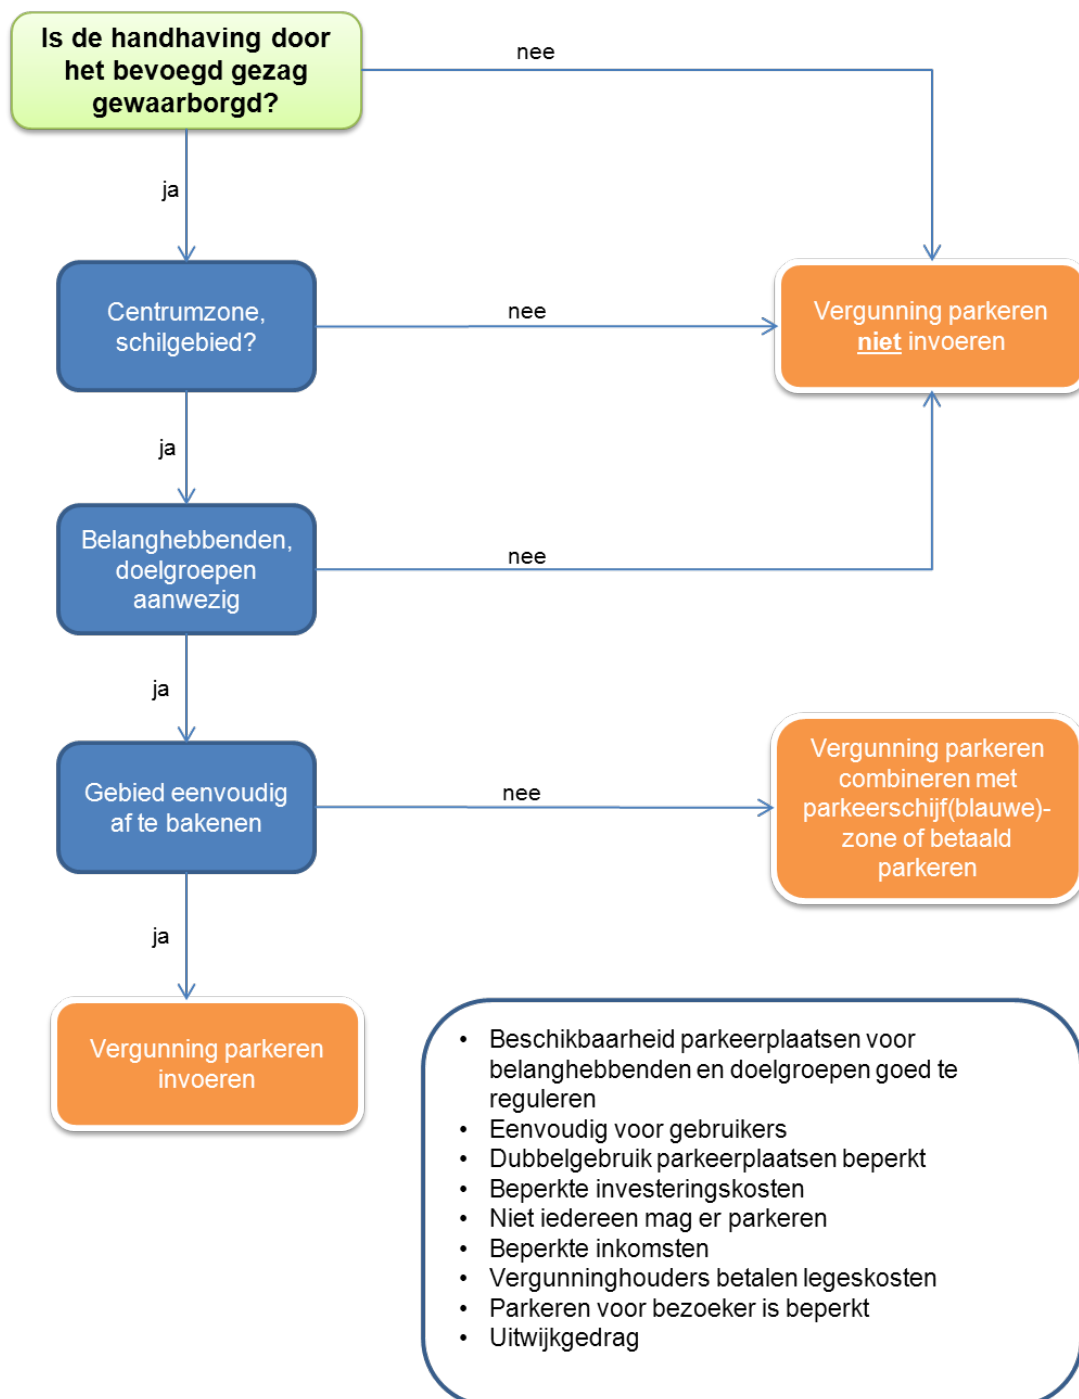 Is de handhaving door
het bevoegd gezag
gewaarborgd?
nee
ja
Centrumzone,
schilgebied?
nee
Vergunning parkeren
niet invoeren
ja
Belanghebbenden,
doelgroepen
aanwezig
nee
ja
Gebied eenvoudig
af te bakenen
nee
Vergunning parkeren
combineren met
parkeerschijf(blauwe)-
zone of betaald
parkeren
ja
Vergunning parkeren
invoeren
• Beschikbaarheid parkeerplaatsen voor
belanghebbenden en doelgroepen goed te
reguleren
• Eenvoudig voor gebruikers
• Dubbelgebruik parkeerplaatsen beperkt
• Beperkte investeringskosten
• Niet iedereen mag er parkeren
• Beperkte inkomsten
• Vergunninghouders betalen legeskosten
• Parkeren voor bezoeker is beperkt
• Uitwijkgedrag